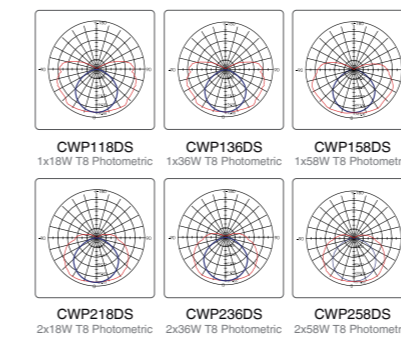 CWP118DS CWP136DS CWP158DS
1x18W T8 Photometric 1x36W T8 Photometric 1x58W T8 Photometr
CWP218DS CWP236DS CWP258DS
2x18W T8 Photometric 2x36W T8 Photometric 2x58W T8 Photometr